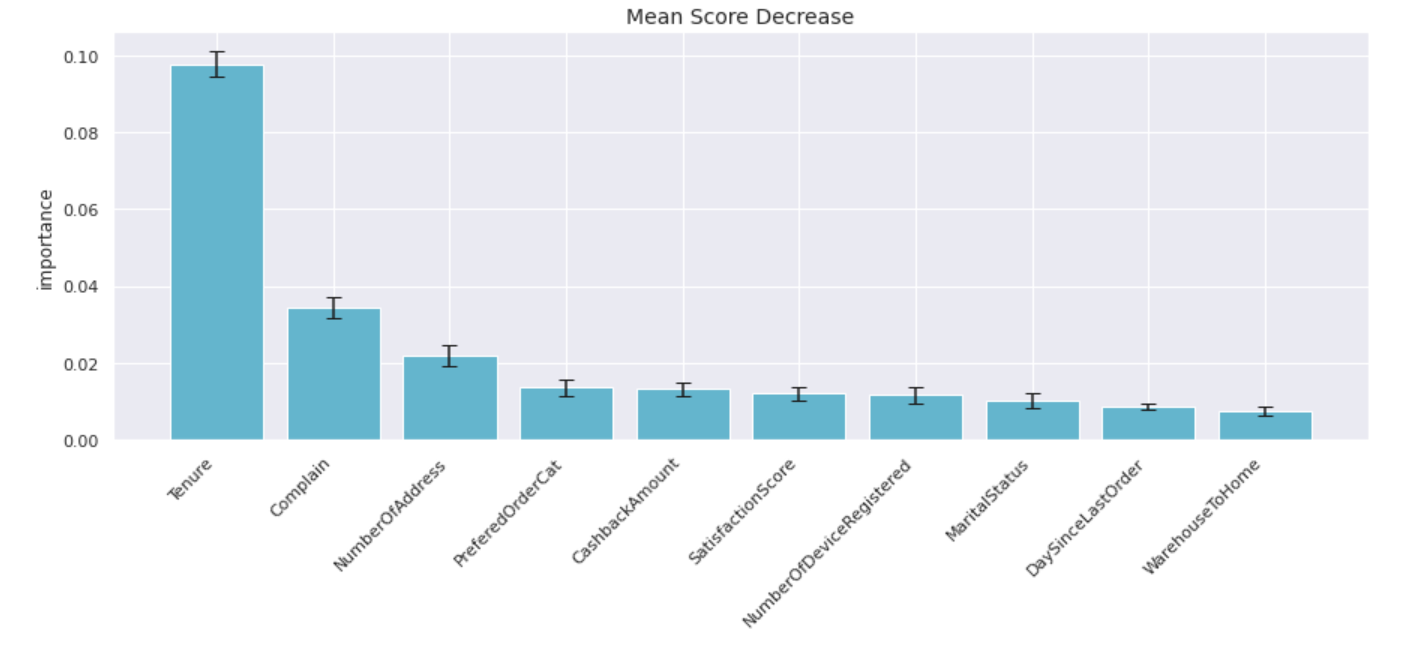 Mean Score Decrease
importance
0.10
0.08
0.06
0.04
0.02
0.00
Tenure
Complain
NumberOfAddress
PreferedOrderCat
CashbackAmount
SatisfactionScore
NumberOfDeviceRegistered
MaritalStatus
DaySinceLastOrder
WarehouseToHome